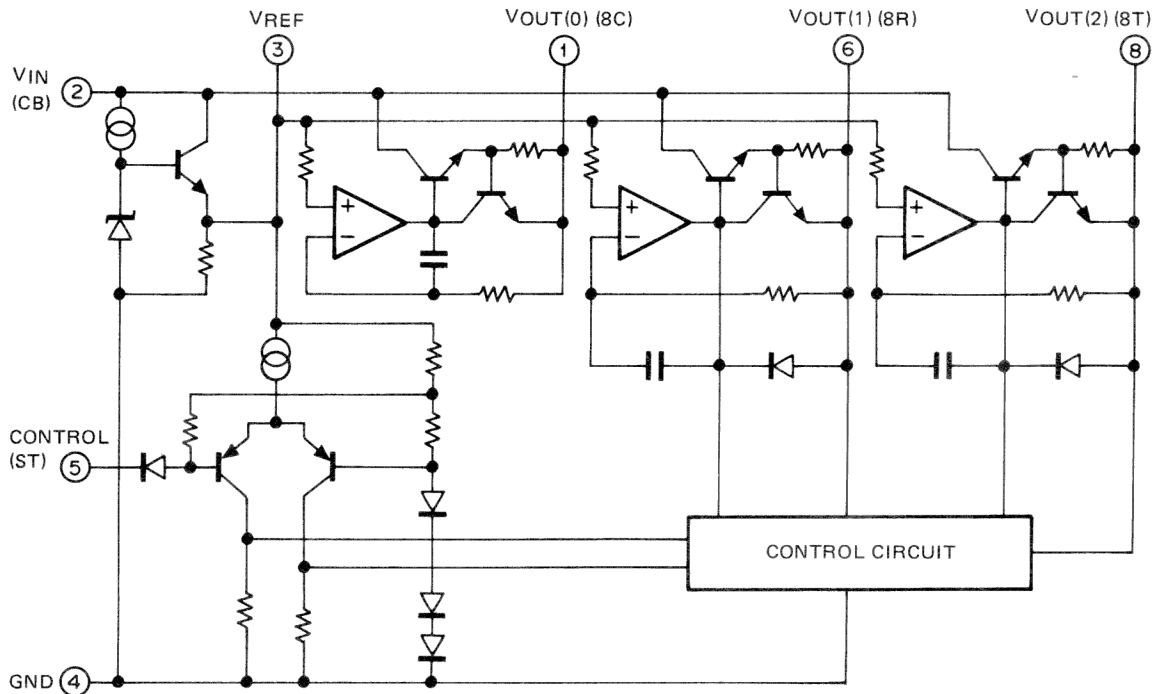 VREF
VOUT(0) (8C)
VOUT(1) (8R)
VOUT(2) (8T)
3
1
6
8
VIN
(CB)
2
+
−
+
−
+
−
CONTROL
(ST)
5
CONTROL CIRCUIT
GND
4